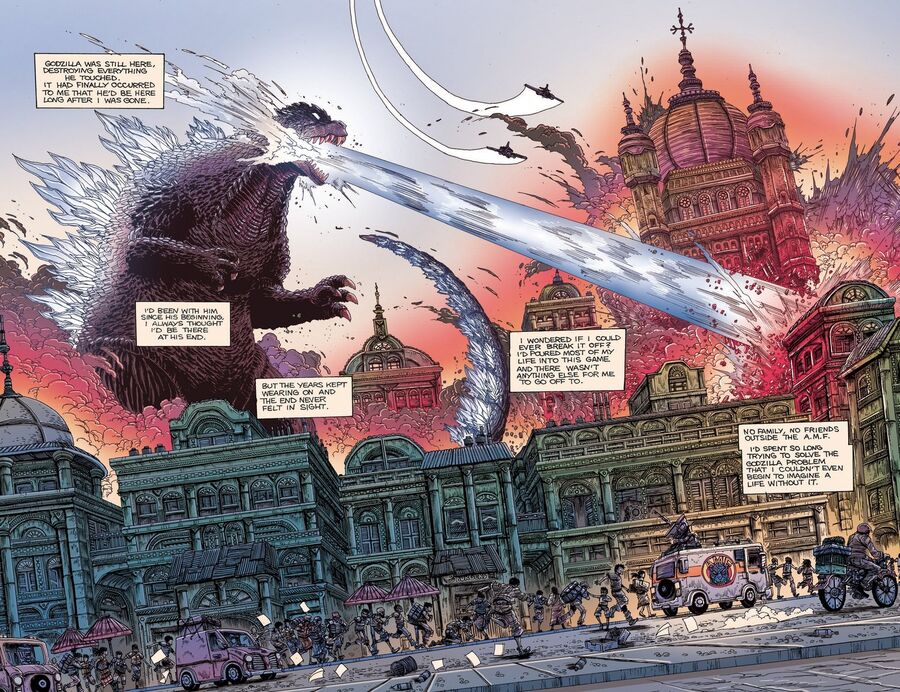 GODZILLA WAS STILL HERE,
DESTROYING EVERYTHING
HE TOUCHED.
IT HAD FINALLY OCCURRED
TO ME THAT HE'D BE HERE
LONG AFTER I WAS GONE.
I'D BEEN WITH HIM
SINCE HIS BEGINNING.
I ALWAYS THOUGHT
I'D BE THERE
AT HIS END.
BUT THE YEARS KEPT
WEARING ON AND
THE END NEVER
FELT IN SIGHT.
I WONDERED IF I COULD
EVER BREAK IT OFF?
I'D POURED MOST OF MY
LIFE INTO THIS GAME,
AND THERE WASN'T
ANYTHING ELSE FOR ME
TO GO OFF TO.
NO FAMILY, NO FRIENDS
OUTSIDE THE A.M.F.
I'D SPENT SO LONG
TRYING TO SOLVE THE
GODZILLA PROBLEM
THAT I COULDN'T EVEN
BEGIN TO IMAGINE A
LIFE WITHOUT IT.